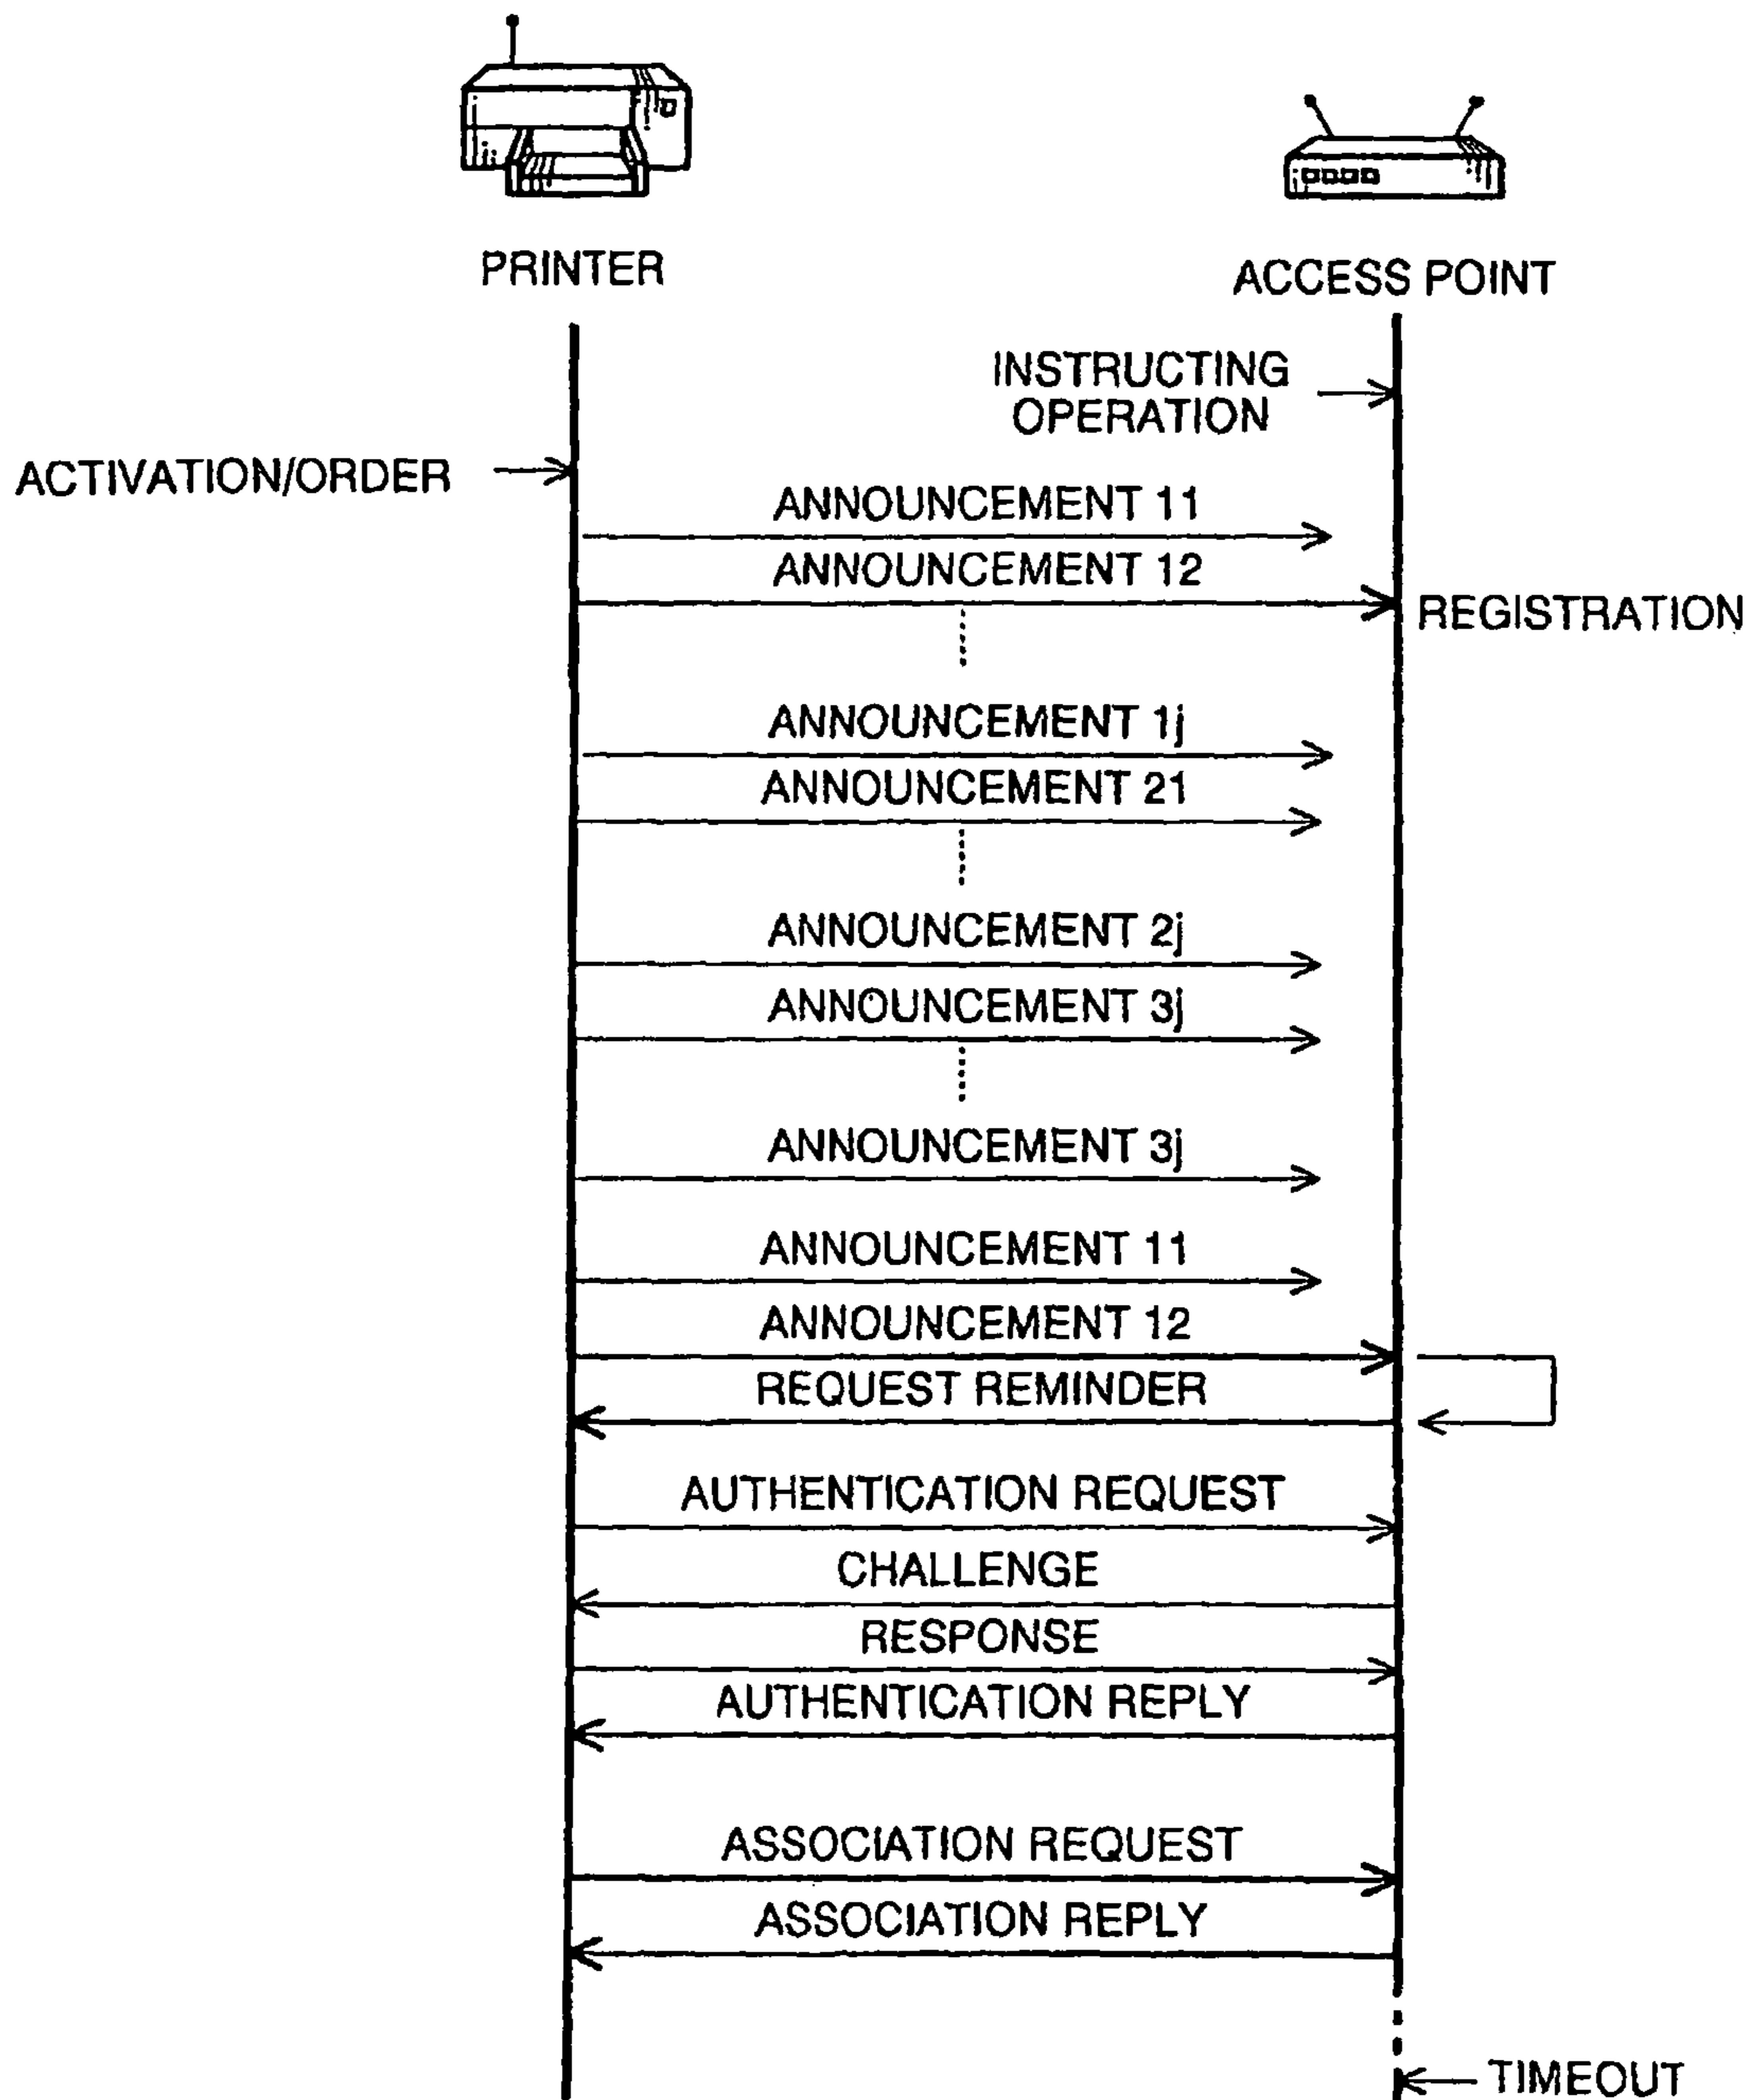 PRINTER
ACCESS POINT
INSTRUCTING
OPERATION
ACTIVATION/ORDER
ANNOUNCEMENT 11
ANNOUNCEMENT 12
REGISTRATION
ANNOUNCEMENT 1j
ANNOUNCEMENT 21
ANNOUNCEMENT 2j
ANNOUNCEMENT 3j
ANNOUNCEMENT 3j
ANNOUNCEMENT 11
ANNOUNCEMENT 12
REQUEST REMINDER
AUTHENTICATION REQUEST
CHALLENGE
RESPONSE
AUTHENTICATION REPLY
ASSOCIATION REQUEST
ASSOCIATION REPLY
TIMEOUT